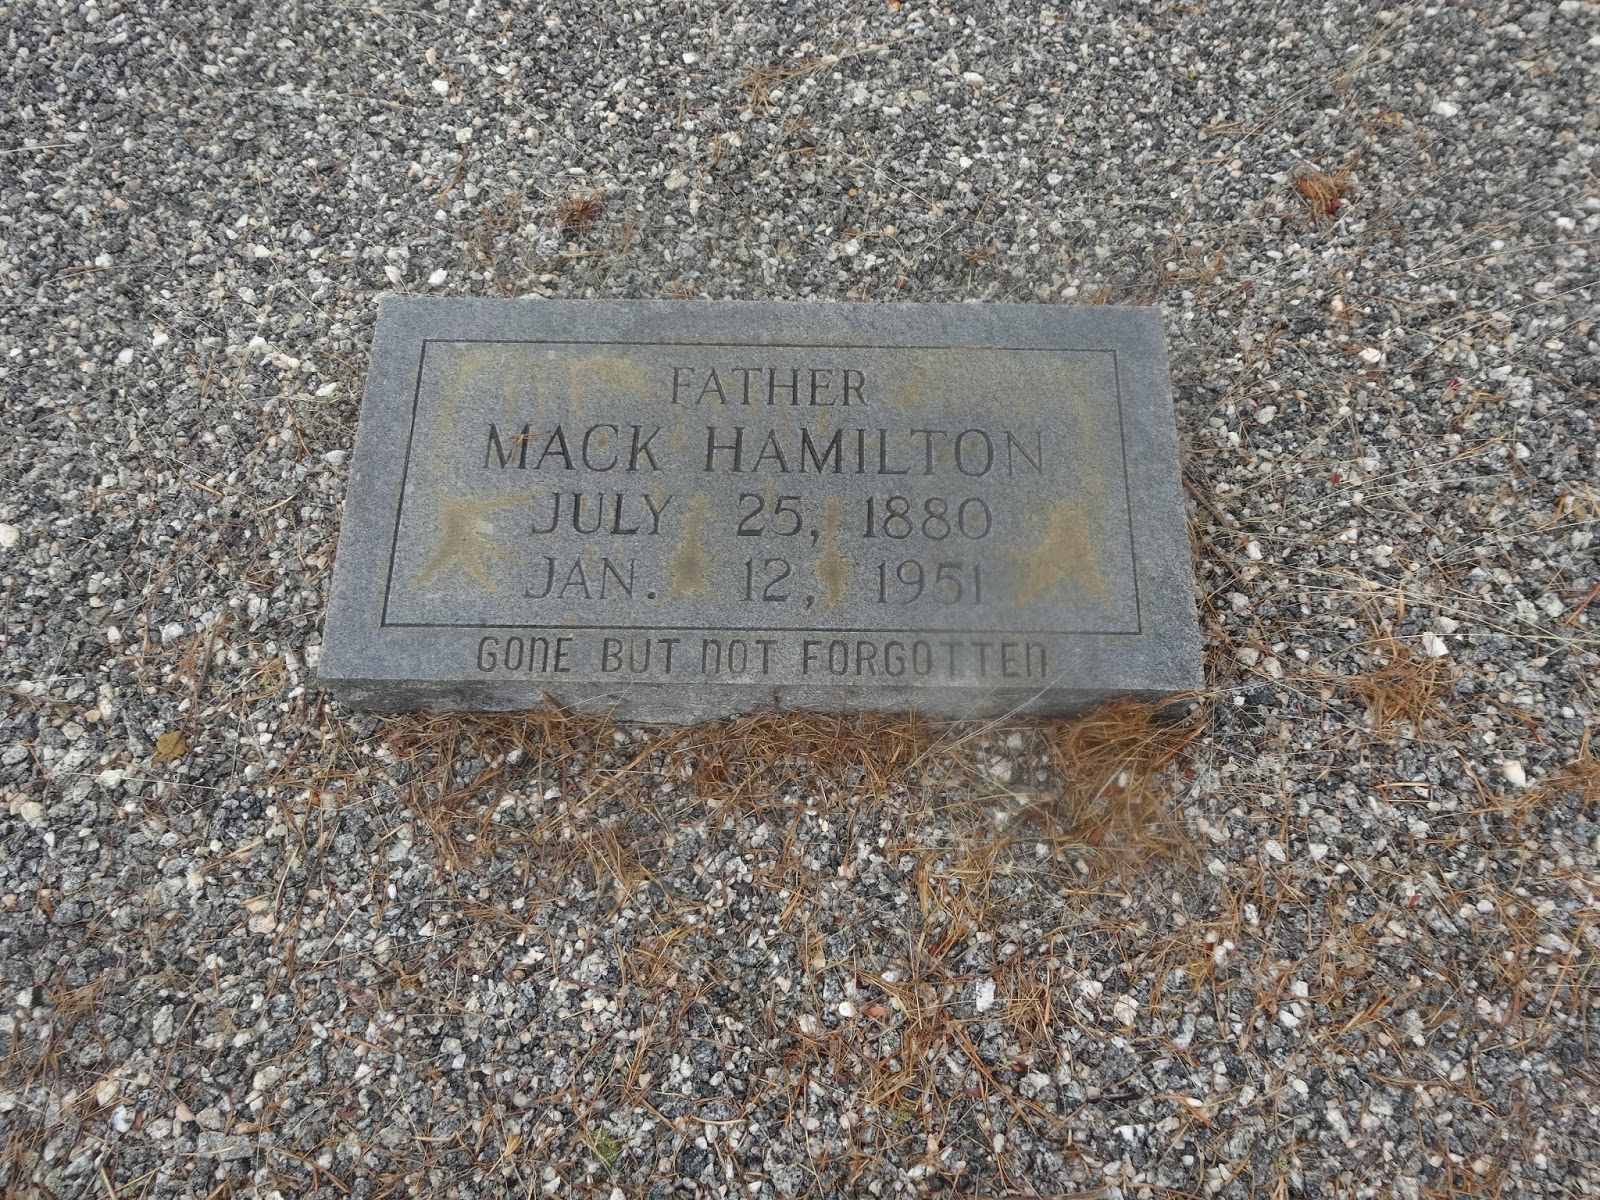 FATHER
MACK HAMILTON
JULY 25, 1880
JAN. 12, 1951
GONE BUT NOT FORGOTTEN